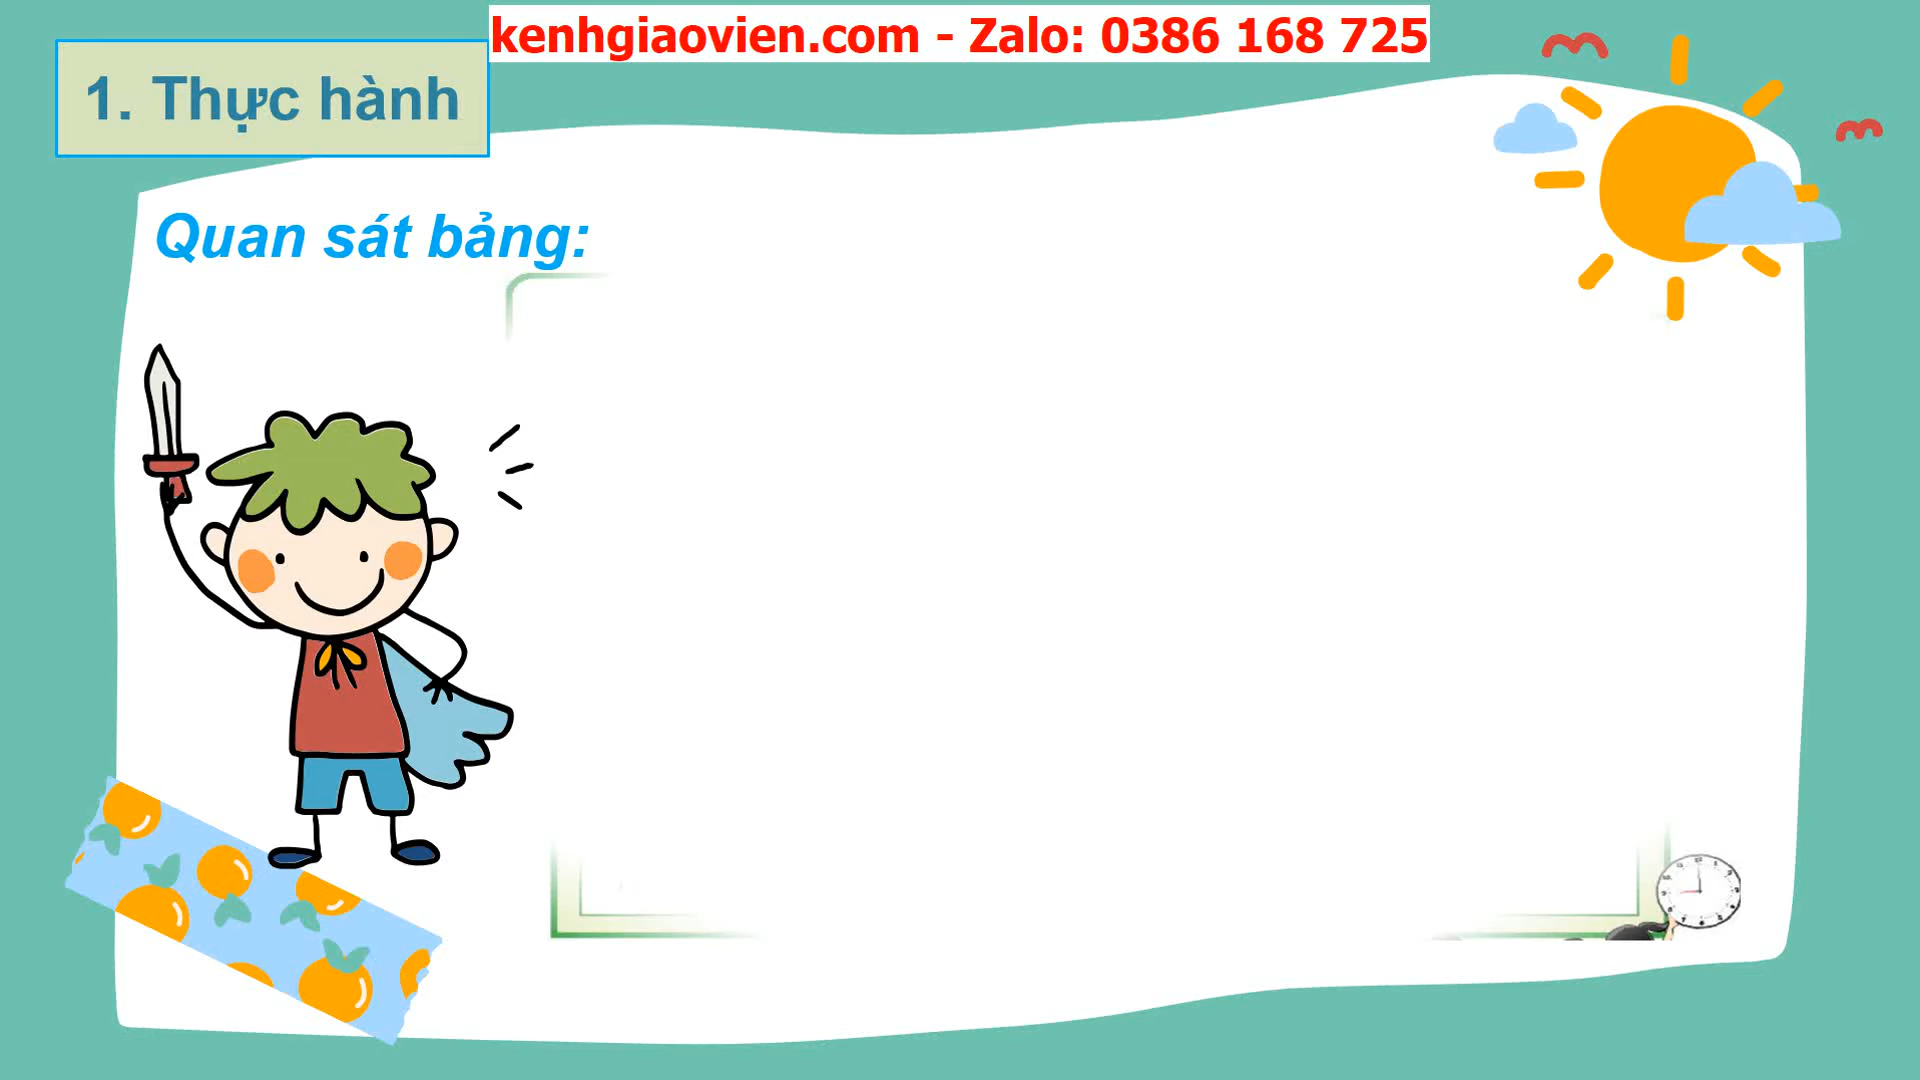 kenhgiaovien.com - Zalo: 0386 168 725
1. Thực hành
Quan sát bảng: